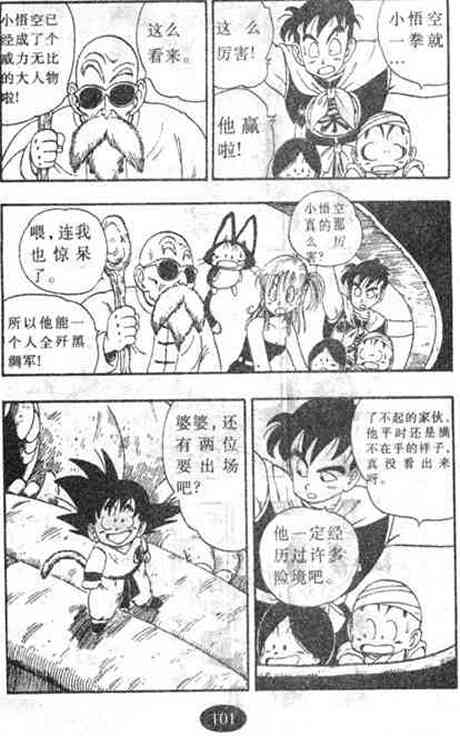 小悟空
一拳就
…
这么
厉害！
他赢
啦！
这么
看来。
小悟空已
经成了个
威力无比
的大人物
啦！
小悟空
真的那
么厉
害？
喂，连我
也惊呆
了。
所以他能一
个人全歼黑
绸军！
了不起的家伙。
他平时还是满
不在乎的样子，
真没看出来
呀。
他一定经
历过许多
险境吧。
婆婆，还
有两位
要出场
吧？
101